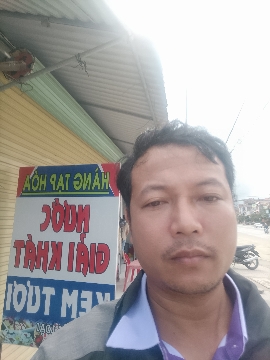 HÀNG TẠP HÓA
NƯỚC
GIẢI KHÁT
KEM TƯƠI